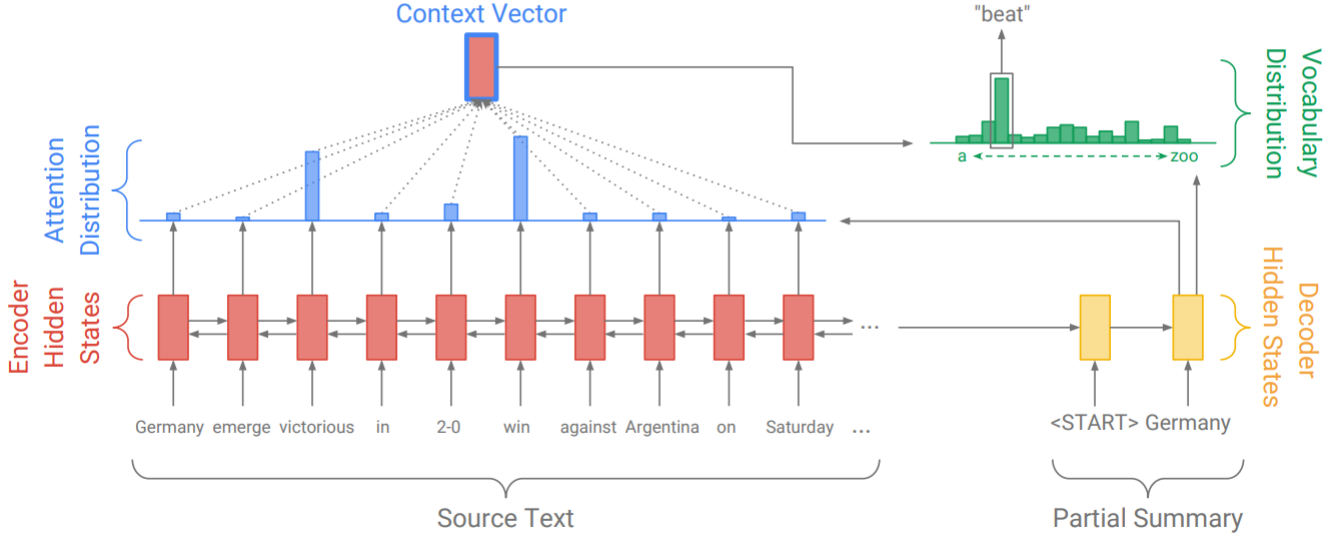 Context Vector
"beat"
a
zoo
Vocabulary
Distribution
Attention
Distribution
Encoder
Hidden
States
...
Decoder
Hidden States
Germany emerge victorious in 2-0 win against Argentina on Saturday ...
<START> Germany
Source Text
Partial Summary